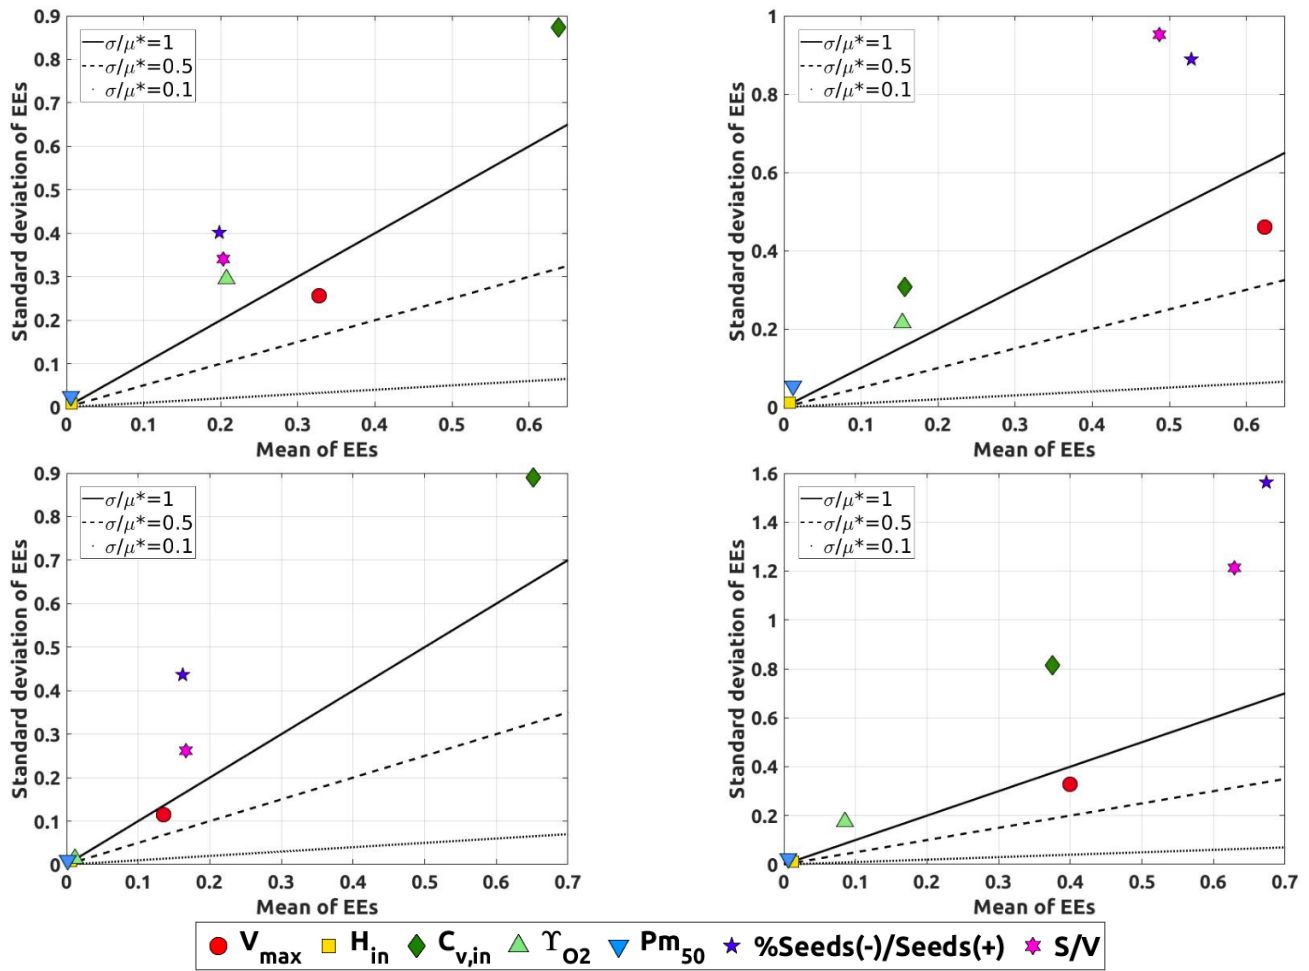 0.9
0.8
0.7
0.6
0.5
0.4
0.3
0.2
0.1
0
Standard deviation of EEs
σ/μ*=1
σ/μ*=0.5
σ/μ*=0.1
0 0.1 0.2 0.3 0.4 0.5 0.6
Mean of EEs
1
0.8
0.6
0.4
0.2
0
Standard deviation of EEs
σ/μ*=1
σ/μ*=0.5
σ/μ*=0.1
0 0.1 0.2 0.3 0.4 0.5 0.6
Mean of EEs
0.9
0.8
0.7
0.6
0.5
0.4
0.3
0.2
0.1
0
Standard deviation of EEs
σ/μ*=1
σ/μ*=0.5
σ/μ*=0.1
0 0.1 0.2 0.3 0.4 0.5 0.6 0.7
Mean of EEs
1.6
1.4
1.2
1
0.8
0.6
0.4
0.2
0
Standard deviation of EEs
σ/μ*=1
σ/μ*=0.5
σ/μ*=0.1
0 0.1 0.2 0.3 0.4 0.5 0.6 0.7
Mean of EEs
Vmax Hin Cv,in ϒO2 Pm50 %Seeds(-)/Seeds(+) S/V